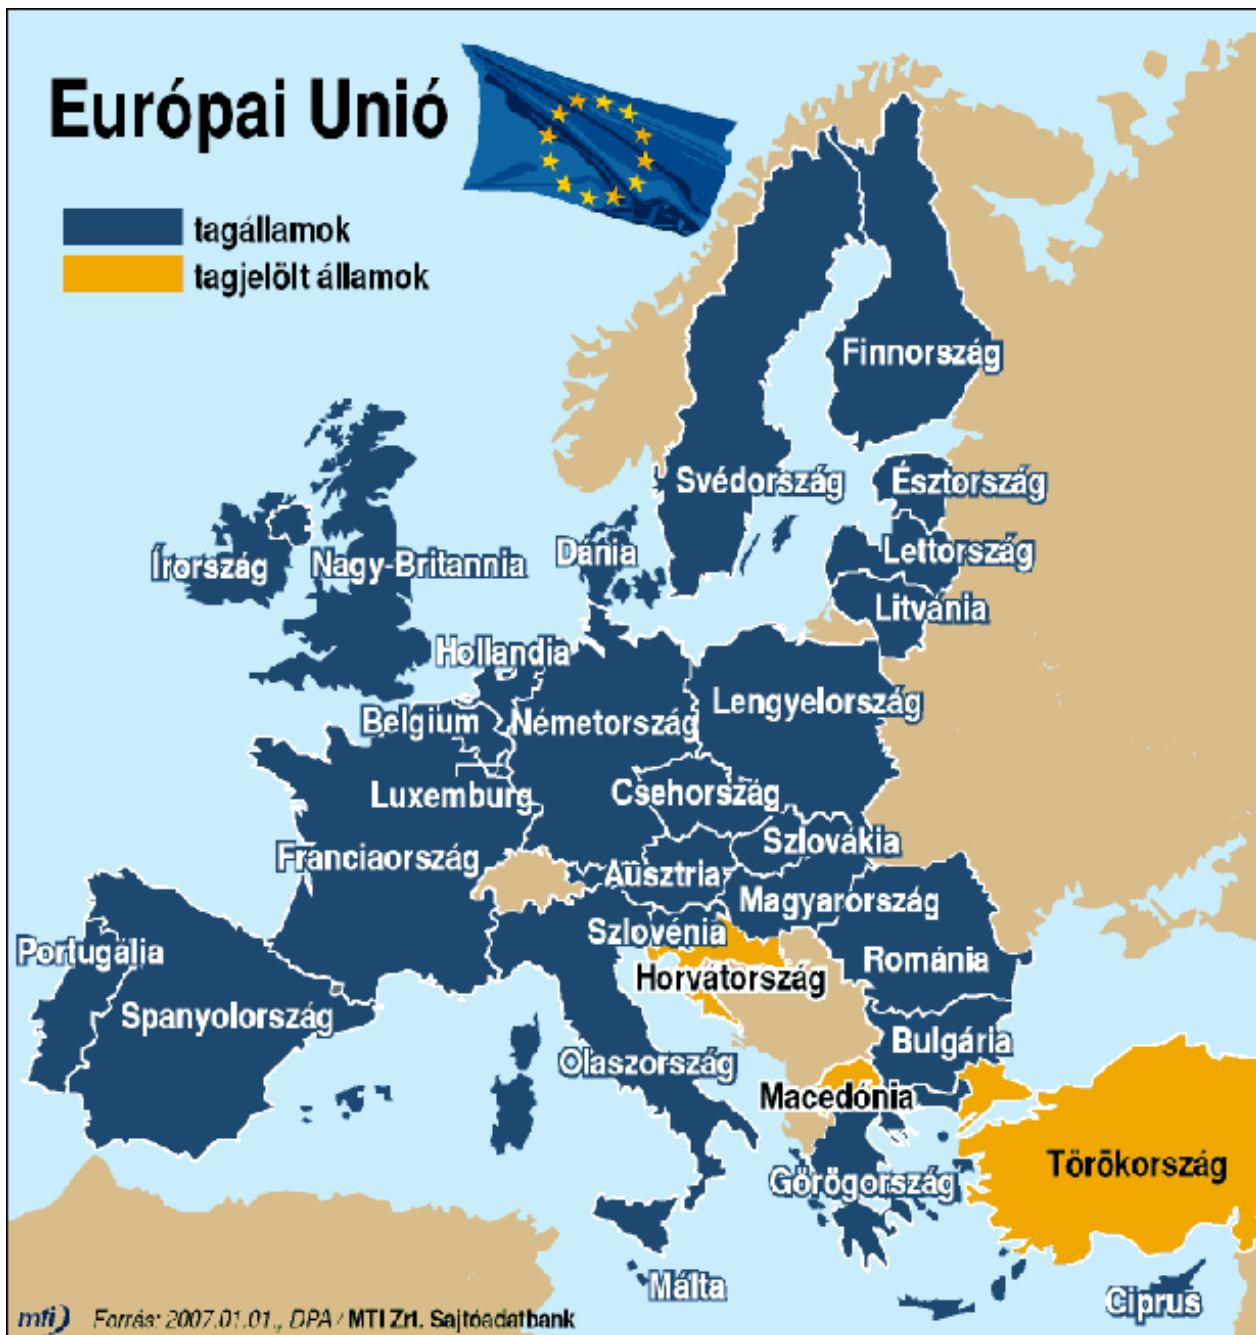 Európai Unió
tagállamok
tagjelölt államok
Finnország
Svédország
Észtország
Írország
Nagy-Britannia
Dánia
Lettország
Litvánia
Hollandia
Belgium
Németország
Lengyelország
Luxemburg
Csehország
Franciaország
Szlovákia
Ausztria
Magyarország
Portugália
Szlovénia
Románia
Horvátország
Spanyolország
Bulgária
Olaszország
Macedónia
Törökország
Görögország
Málta
Ciprus
mti) Forrás: 2007.01.01., DPA / MTI Zrt. Sajtóadatbank